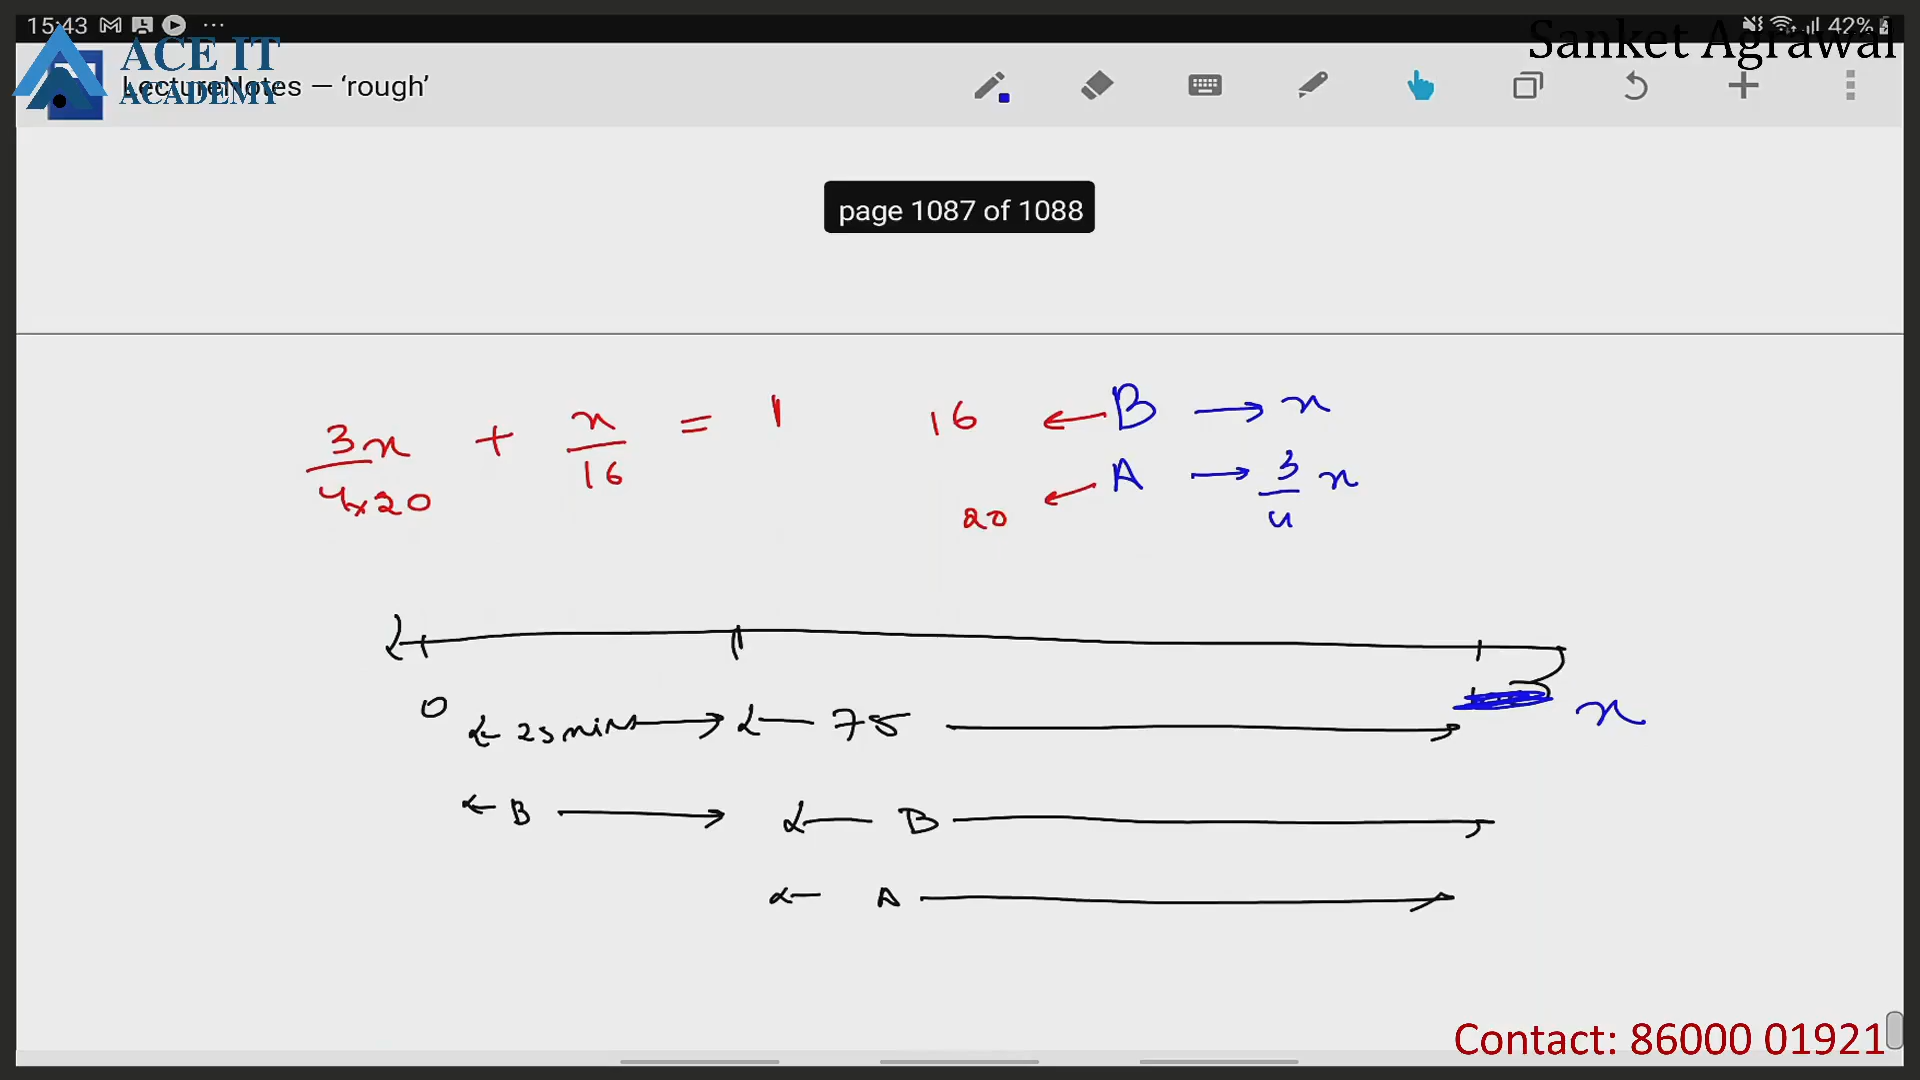 15:43 ... 42%
Sanket Agrawal
ACE IT
ACADEMY
LectureNotes — ‘rough’
page 1087 of 1088
3x/4x20 + x/16 = 1
16 ← B → x
20 ← A → 3/4 x
0 ← 25 mins → ← 75 → x
← B → ← B →
← A →
Contact: 86000 01921